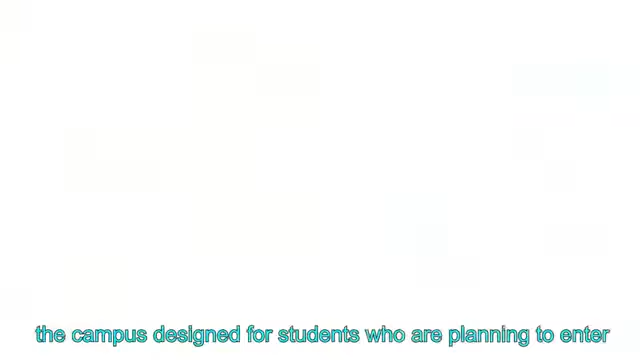 the campus designed for students who are planning to enter